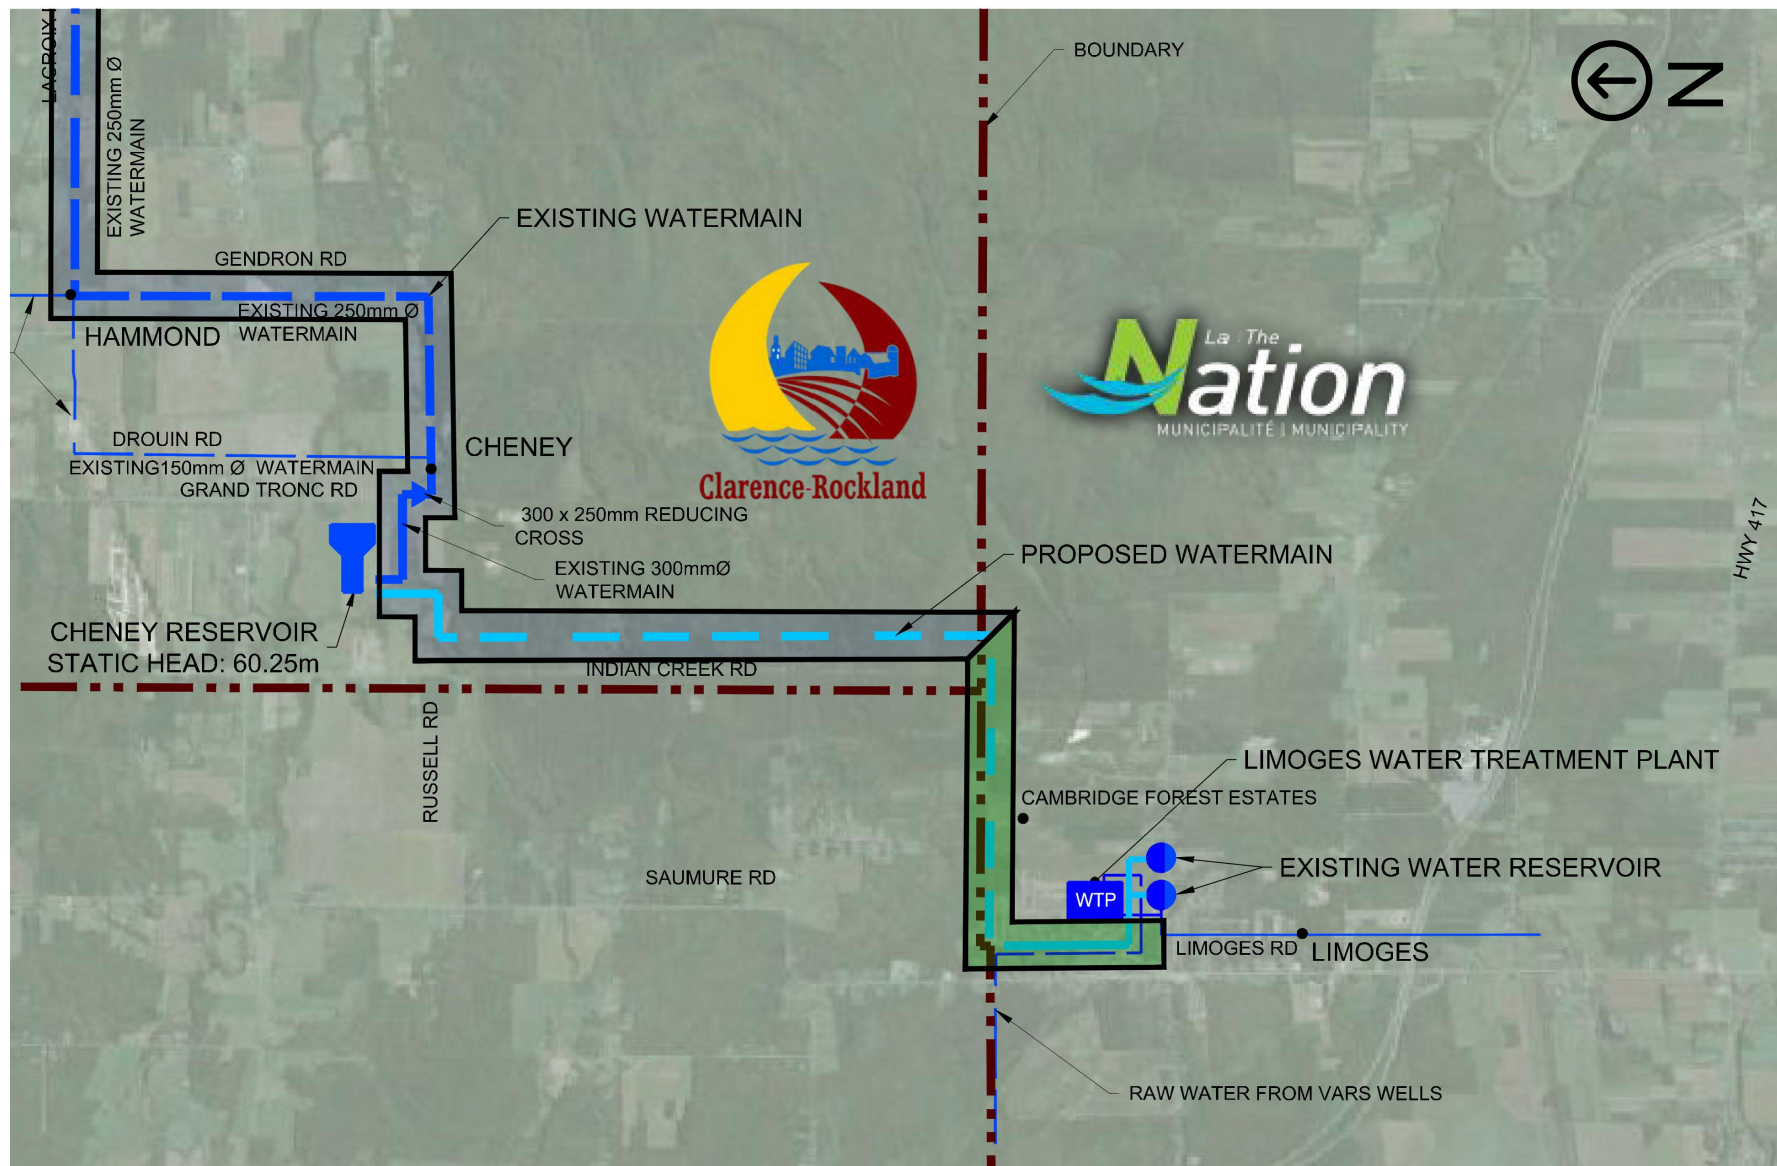 LACROIX
EXISTING 250mm Ø
WATERMAIN
BOUNDARY
N
EXISTING WATERMAIN
GENDRON RD
EXISTING 250mm Ø
WATERMAIN
HAMMOND
La The
Nation
MUNICIPALITÉ | MUNICIPALITY
Clarence-Rockland
DROUIN RD
EXISTING150mm Ø WATERMAIN
GRAND TRONC RD
CHENEY
300 x 250mm REDUCING
CROSS
EXISTING 300mmØ
WATERMAIN
PROPOSED WATERMAIN
HWY 417
CHENEY RESERVOIR
STATIC HEAD: 60.25m
INDIAN CREEK RD
RUSSELL RD
LIMOGES WATER TREATMENT PLANT
CAMBRIDGE FOREST ESTATES
SAUMURE RD
EXISTING WATER RESERVOIR
WTP
LIMOGES RD
LIMOGES
RAW WATER FROM VARS WELLS